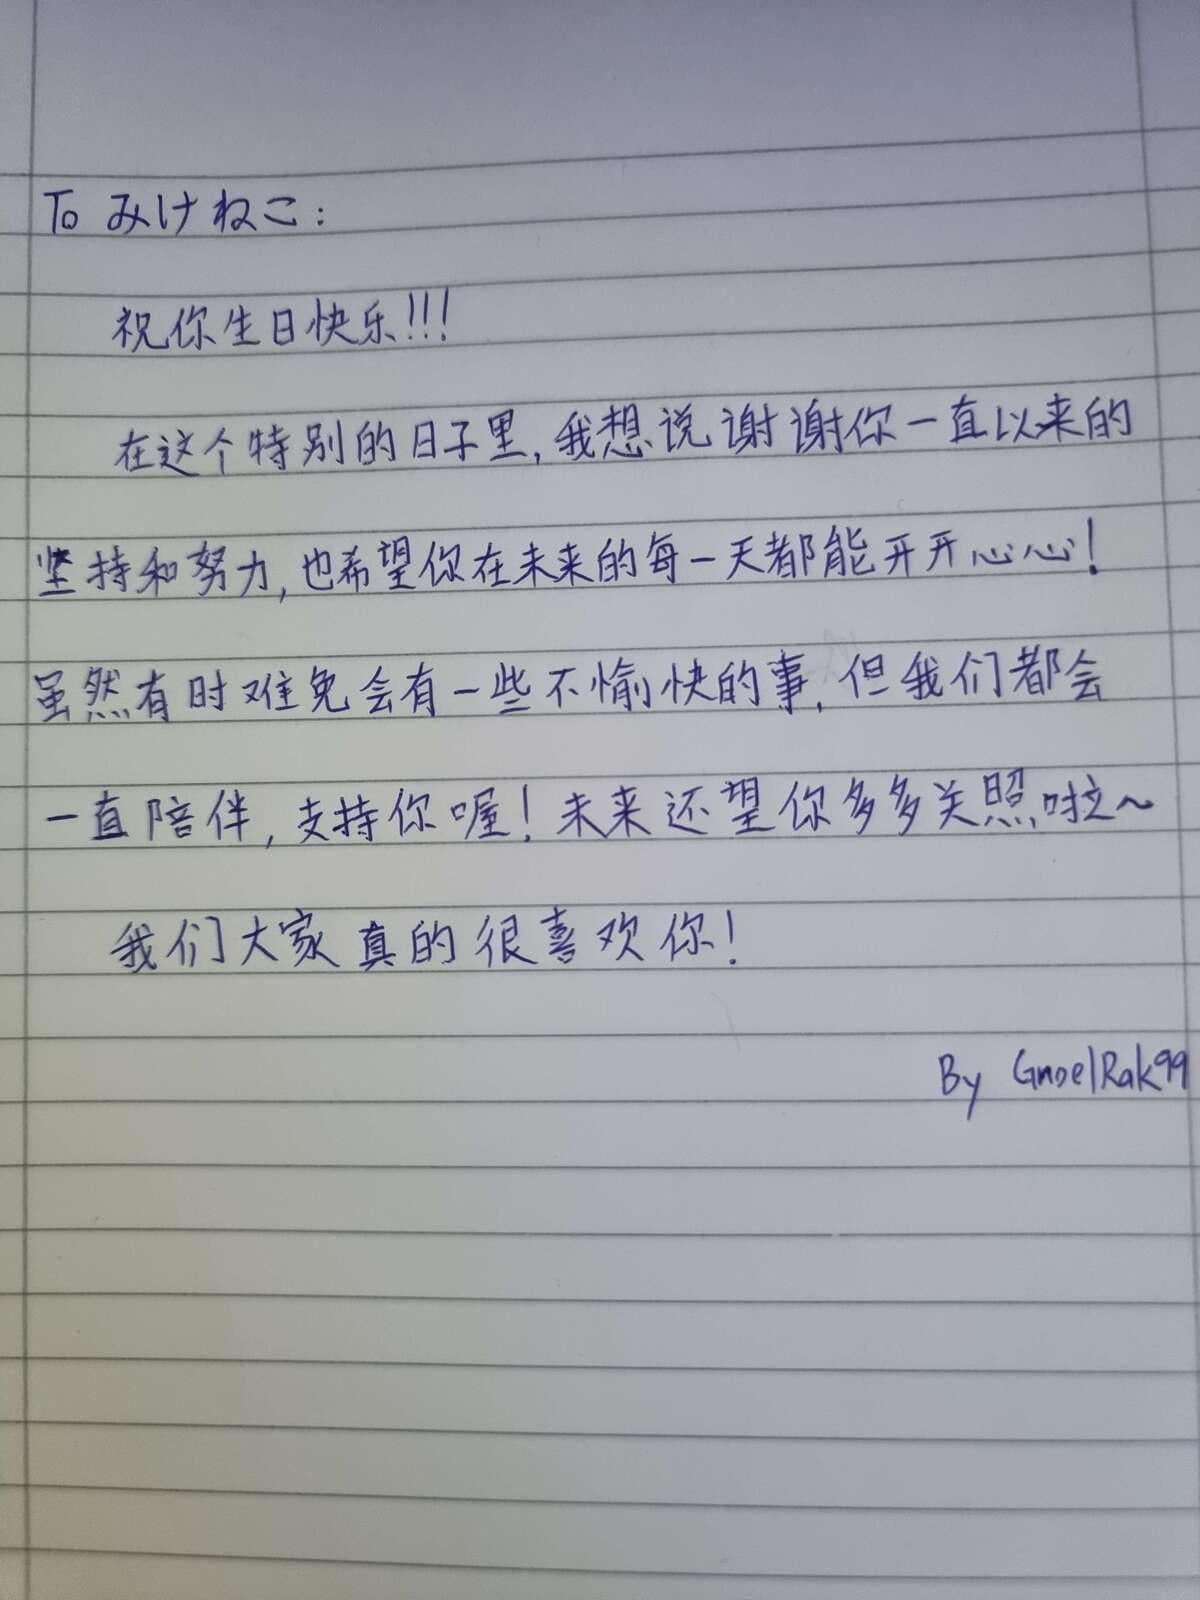 To みけねこ:
祝你生日快乐!!!
在这个特别的日子里,我想说谢谢你一直以来的
坚持和努力,也希望你在未来的每一天都能开开心心!
虽然有时难免会有一些不愉快的事,但我们都会
一直陪伴,支持你喔!未来还望你多多关照啦~
我们大家真的很喜欢你!
By GnoelRak99